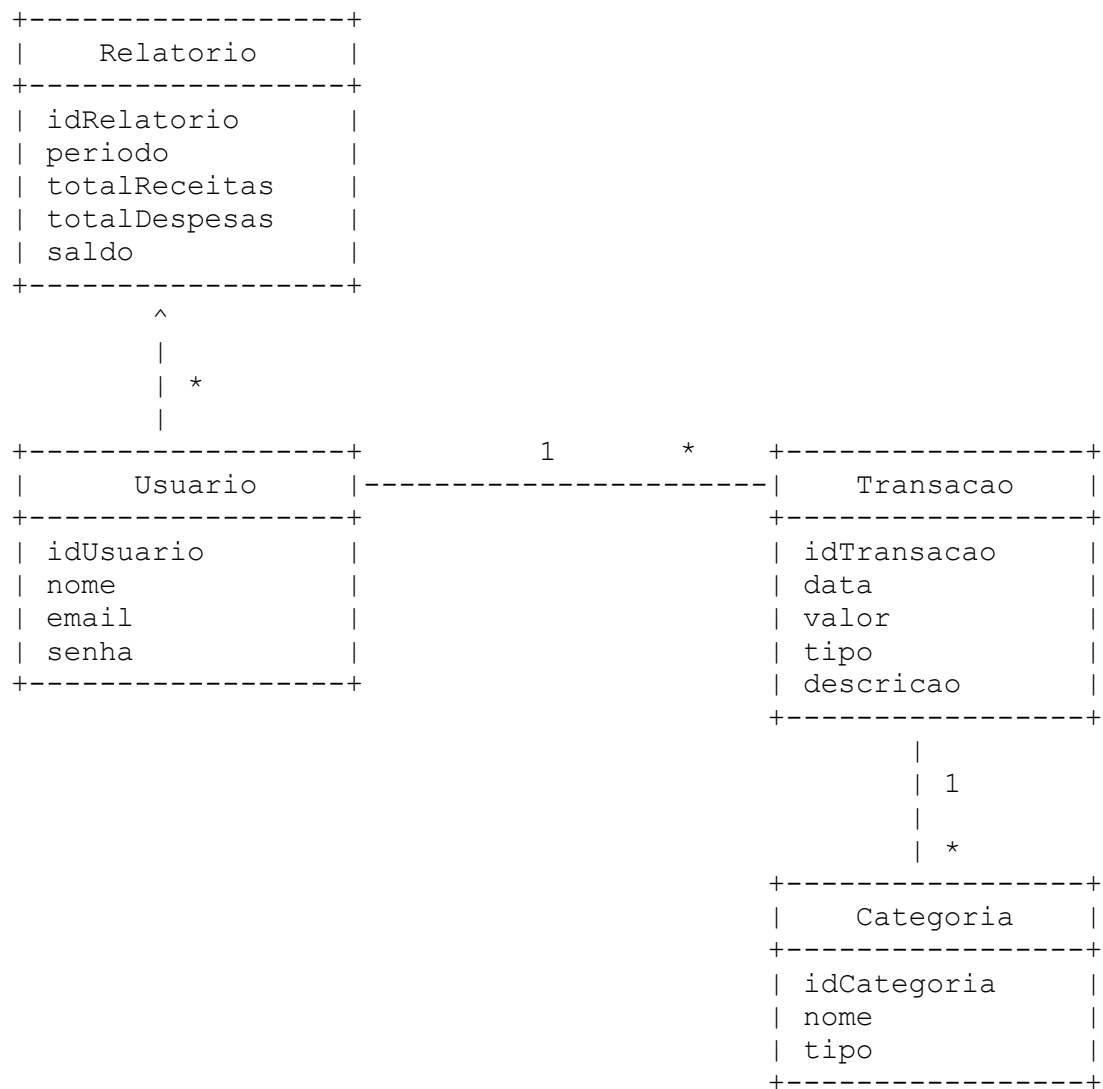 Relatorio
idRelatorio
periodo
totalReceitas
totalDespesas
saldo
*
1 *
Usuario
Transacao
idUsuario
nome
email
senha
idTransacao
data
valor
tipo
descricao
1
*
Categoria
idCategoria
nome
tipo